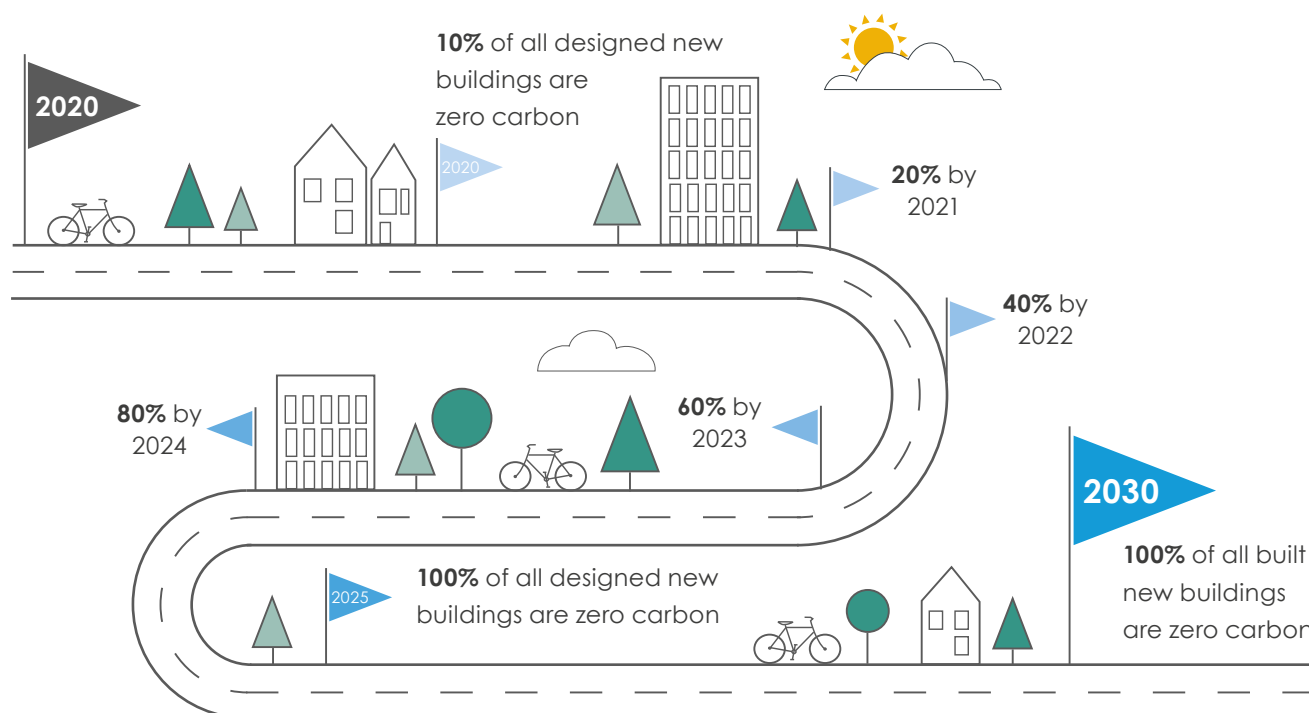 2020
10% of all designed new
buildings are
zero carbon
2020
20% by
2021
40% by
2022
60% by
2023
80% by
2024
2025
100% of all designed new
buildings are zero carbon
2030
100% of all built
new buildings
are zero carbon